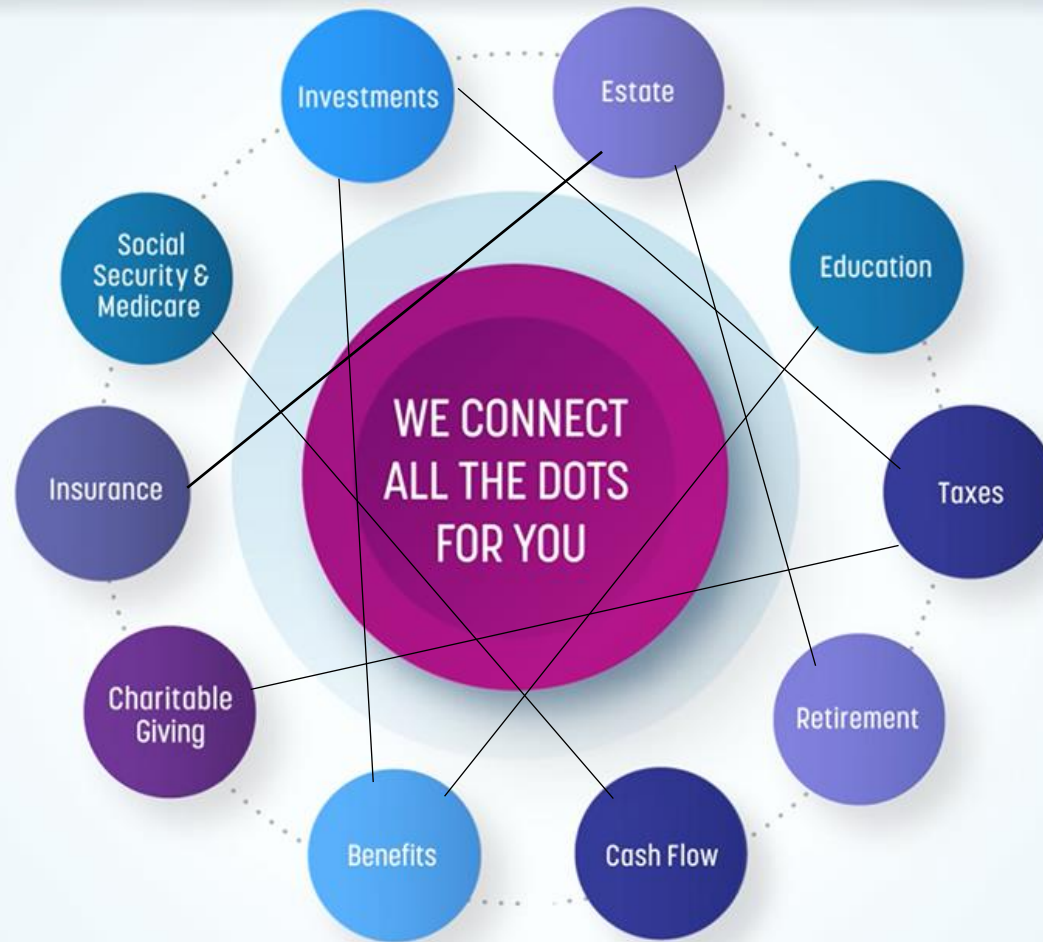 Investments
Estate
Social
Security &
Medicare
Education
WE CONNECT
ALL THE DOTS
FOR YOU
Insurance
Taxes
Charitable
Giving
Retirement
Benefits
Cash Flow